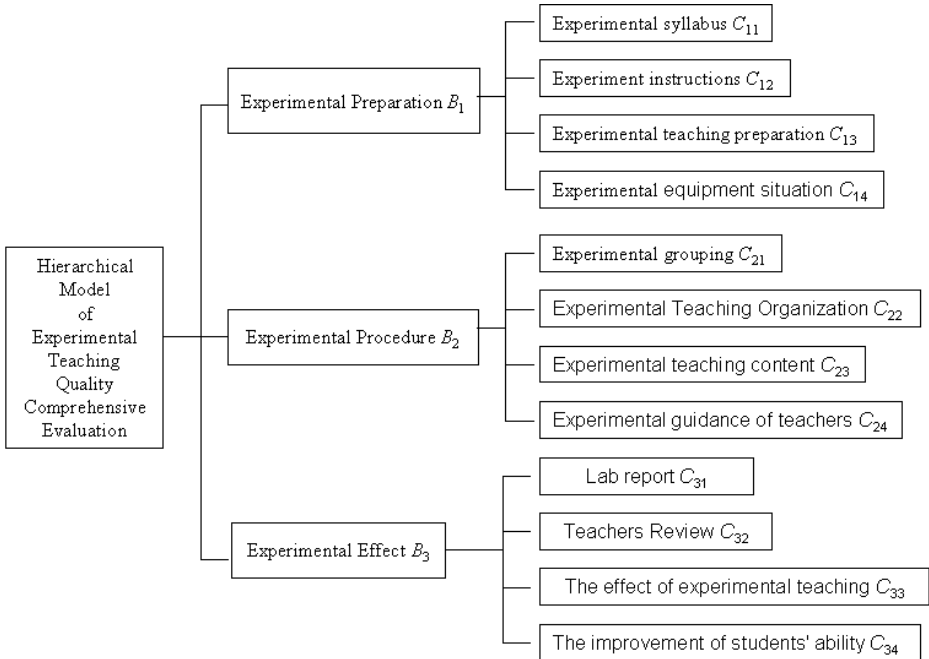 Hierarchical
Model
of
Experimental
Teaching
Quality
Comprehensive
Evaluation
Experimental Preparation B1
Experimental syllabus C11
Experiment instructions C12
Experimental teaching preparation C13
Experimental equipment situation C14
Experimental Procedure B2
Experimental grouping C21
Experimental Teaching Organization C22
Experimental teaching content C23
Experimental guidance of teachers C24
Experimental Effect B3
Lab report C31
Teachers Review C32
The effect of experimental teaching C33
The improvement of students' ability C34